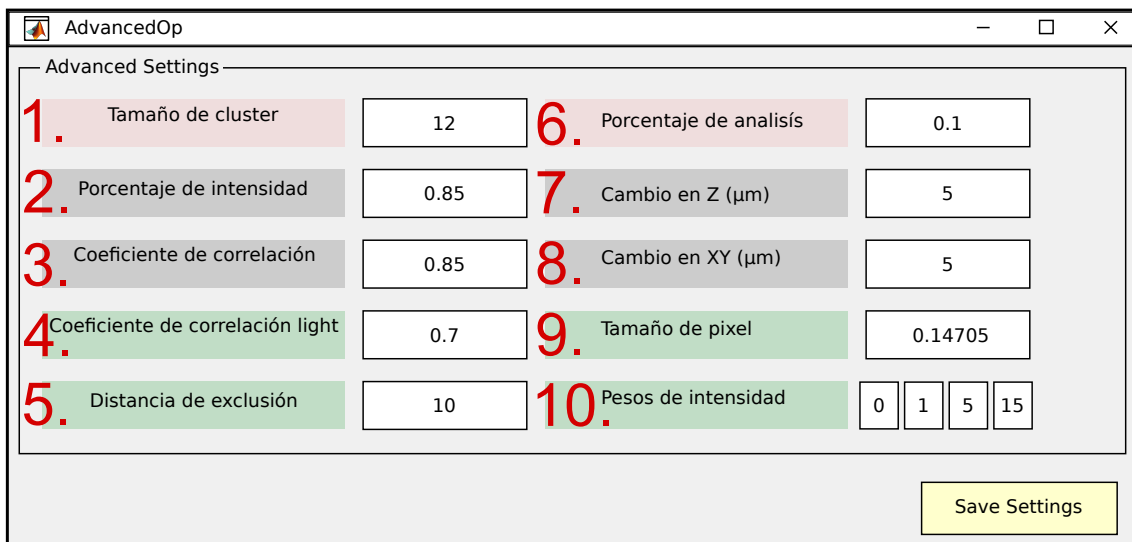 AdvancedOp
Advanced Settings
1. Tamaño de cluster 12
2. Porcentaje de intensidad 0.85
3. Coeficiente de correlación 0.85
4. Coeficiente de correlación light 0.7
5. Distancia de exclusión 10
6. Porcentaje de analisís 0.1
7. Cambio en Z (µm) 5
8. Cambio en XY (µm) 5
9. Tamaño de pixel 0.14705
10. Pesos de intensidad 0 1 5 15
Save Settings